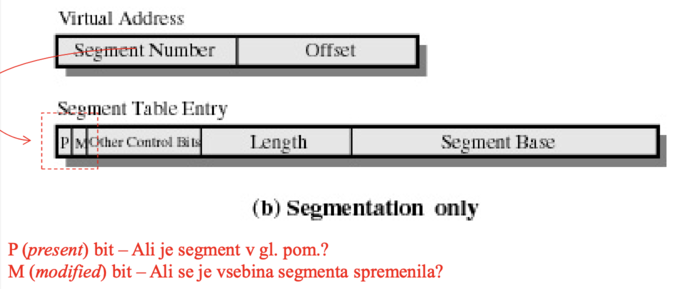 Virtual Address
Segment Number Offset
Segment Table Entry
P M Other Control Bits Length Segment Base
(b) Segmentation only
P (present) bit – Ali je segment v gl. pom.?
M (modified) bit – Ali se je vsebina segmenta spremenila?